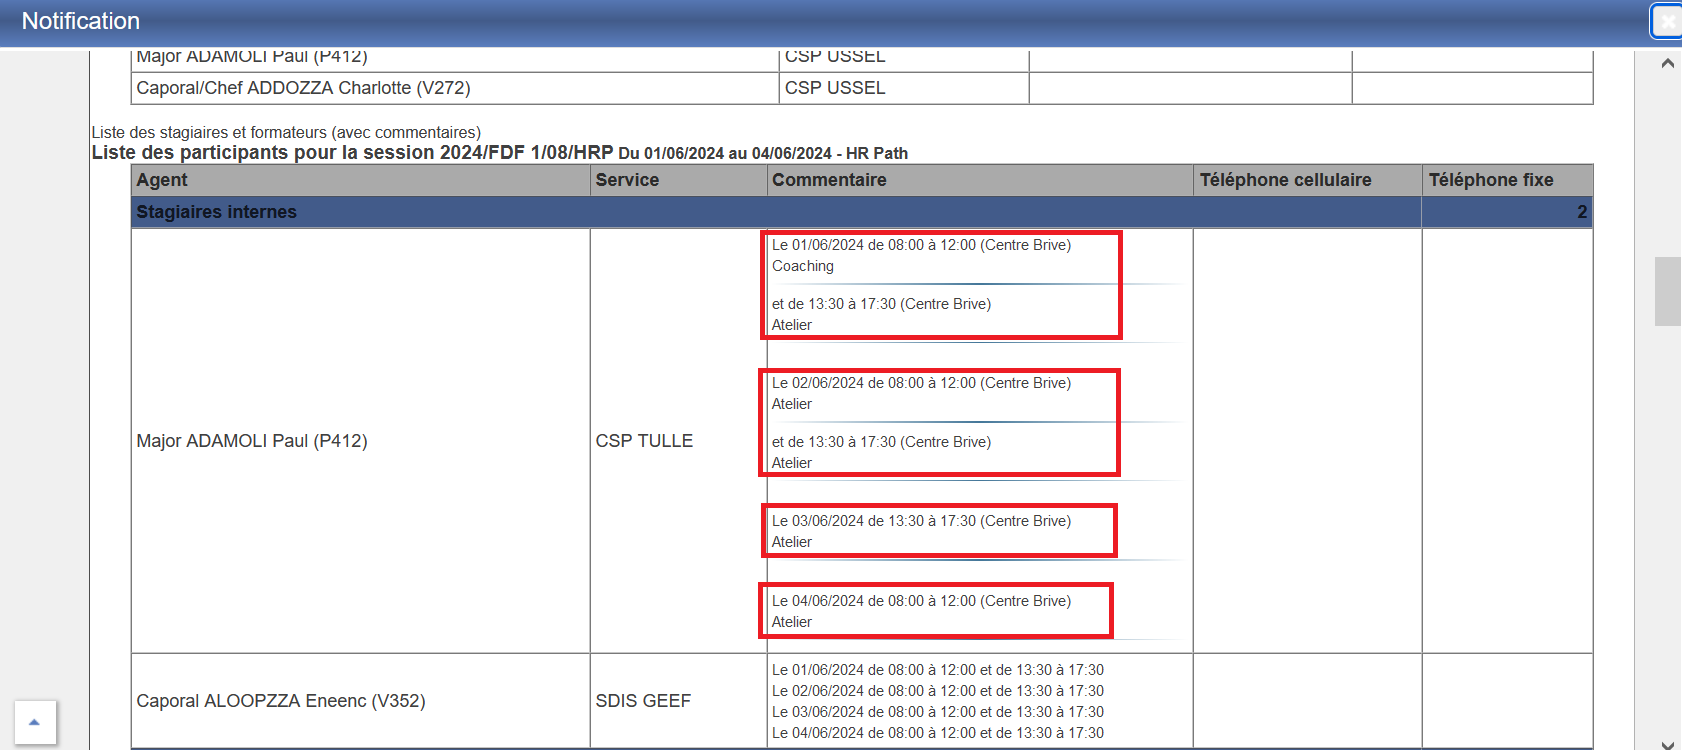 Notification
Major ADAMOLI Paul (P412) CSP USSEL
Caporal/Chef ADDOZZA Charlotte (V272) CSP USSEL
Liste des stagiaires et formateurs (avec commentaires)
Liste des participants pour la session 2024/FDF 1/08/HRP Du 01/06/2024 au 04/06/2024 - HR Path
Agent Service Commentaire Téléphone cellulaire Téléphone fixe
Stagiaires internes 2
Major ADAMOLI Paul (P412) CSP TULLE
Le 01/06/2024 de 08:00 à 12:00 (Centre Brive)
Coaching
et de 13:30 à 17:30 (Centre Brive)
Atelier
Le 02/06/2024 de 08:00 à 12:00 (Centre Brive)
Atelier
et de 13:30 à 17:30 (Centre Brive)
Atelier
Le 03/06/2024 de 13:30 à 17:30 (Centre Brive)
Atelier
Le 04/06/2024 de 08:00 à 12:00 (Centre Brive)
Atelier
Caporal ALOOPZZA Eneenc (V352) SDIS GEEF
Le 01/06/2024 de 08:00 à 12:00 et de 13:30 à 17:30
Le 02/06/2024 de 08:00 à 12:00 et de 13:30 à 17:30
Le 03/06/2024 de 08:00 à 12:00 et de 13:30 à 17:30
Le 04/06/2024 de 08:00 à 12:00 et de 13:30 à 17:30